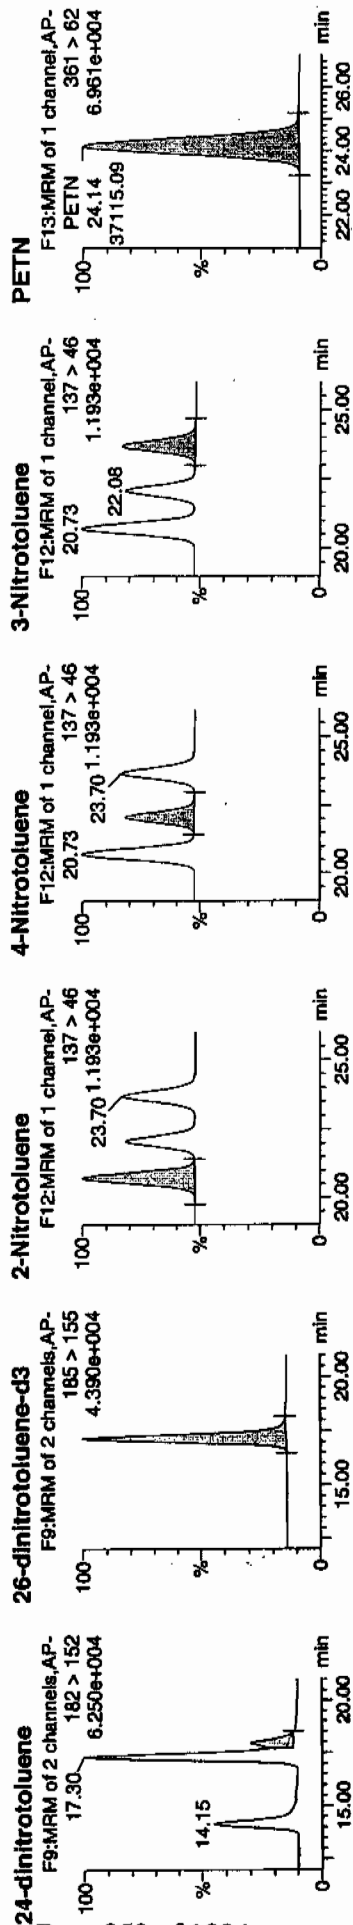 24-dinitrotoluene
F9:MRM of 2 channels,AP-
182 > 152
6.250e+004
100
17.30
14.15
%
0
15.00 20.00 min
26-dinitrotoluene-d3
F9:MRM of 2 channels,AP-
185 > 155
4.390e+004
100
%
0
15.00 20.00 min
2-Nitrotoluene
F12:MRM of 1 channel,AP-
137 > 46
1.193e+004
100
23.70
%
0
20.00 25.00 min
4-Nitrotoluene
F12:MRM of 1 channel,AP-
137 > 46
1.193e+004
100
20.73
23.70
%
0
20.00 25.00 min
3-Nitrotoluene
F12:MRM of 1 channel,AP-
137 > 46
1.193e+004
100
20.73
22.08
%
0
20.00 25.00 min
PETN
F13:MRM of 1 channel,AP-
361 > 62
6.961e+004
100
PETN
24.14
37115.09
%
0
22.00 24.00 26.00 min